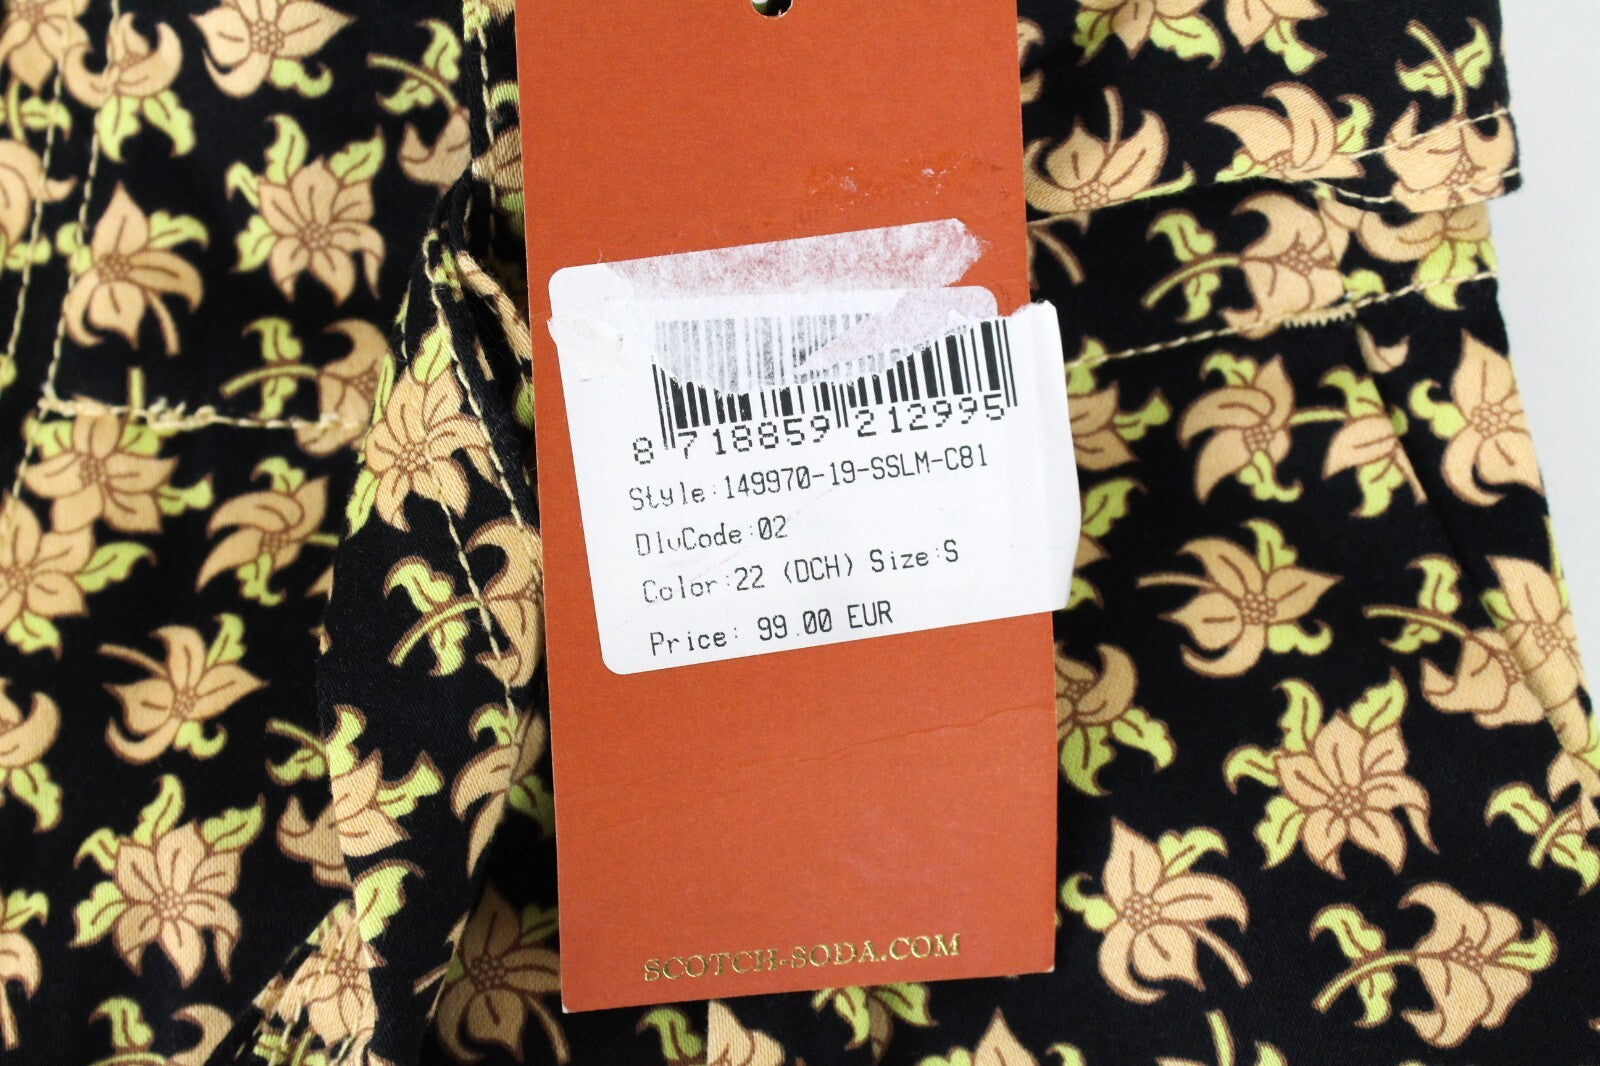 8 718859 212995
Style:149970-19-SSLM-C81
DlvCode:02
Color:22 (DCH) Size:S
Price: 99.00 EUR
SCOTCH-SODA.COM